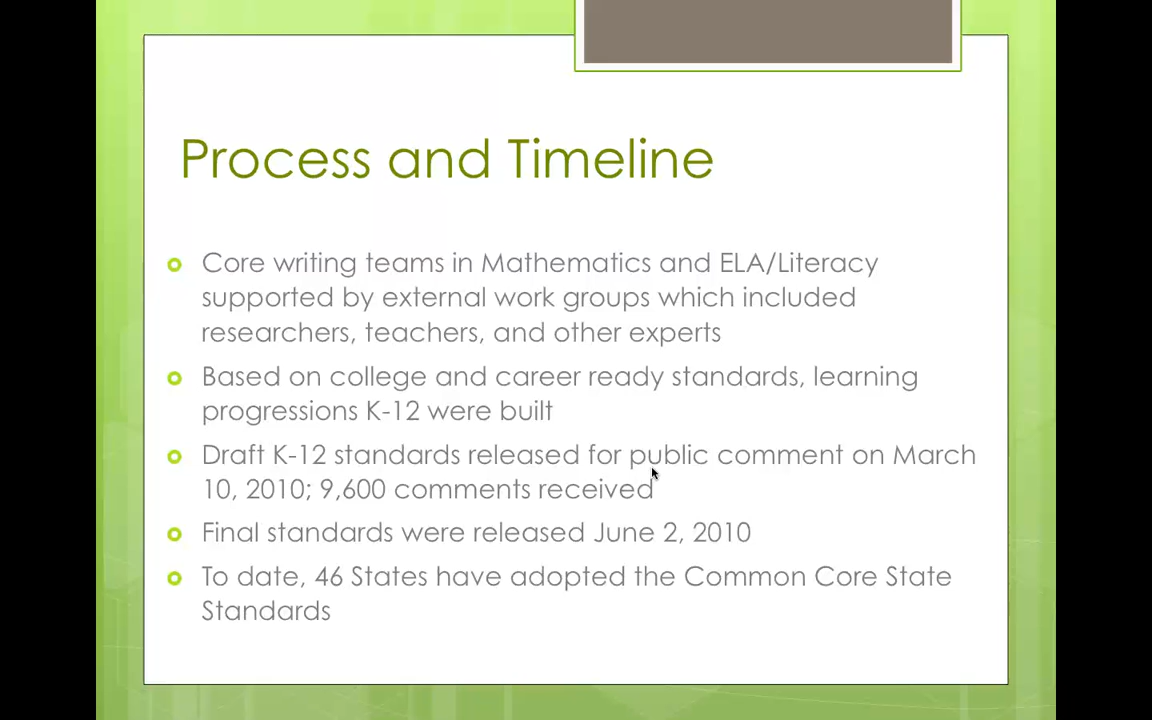 Process and Timeline
Core writing teams in Mathematics and ELA/Literacy
supported by external work groups which included
researchers, teachers, and other experts
Based on college and career ready standards, learning
progressions K-12 were built
Draft K-12 standards released for public comment on March
10, 2010; 9,600 comments received
Final standards were released June 2, 2010
To date, 46 States have adopted the Common Core State
Standards